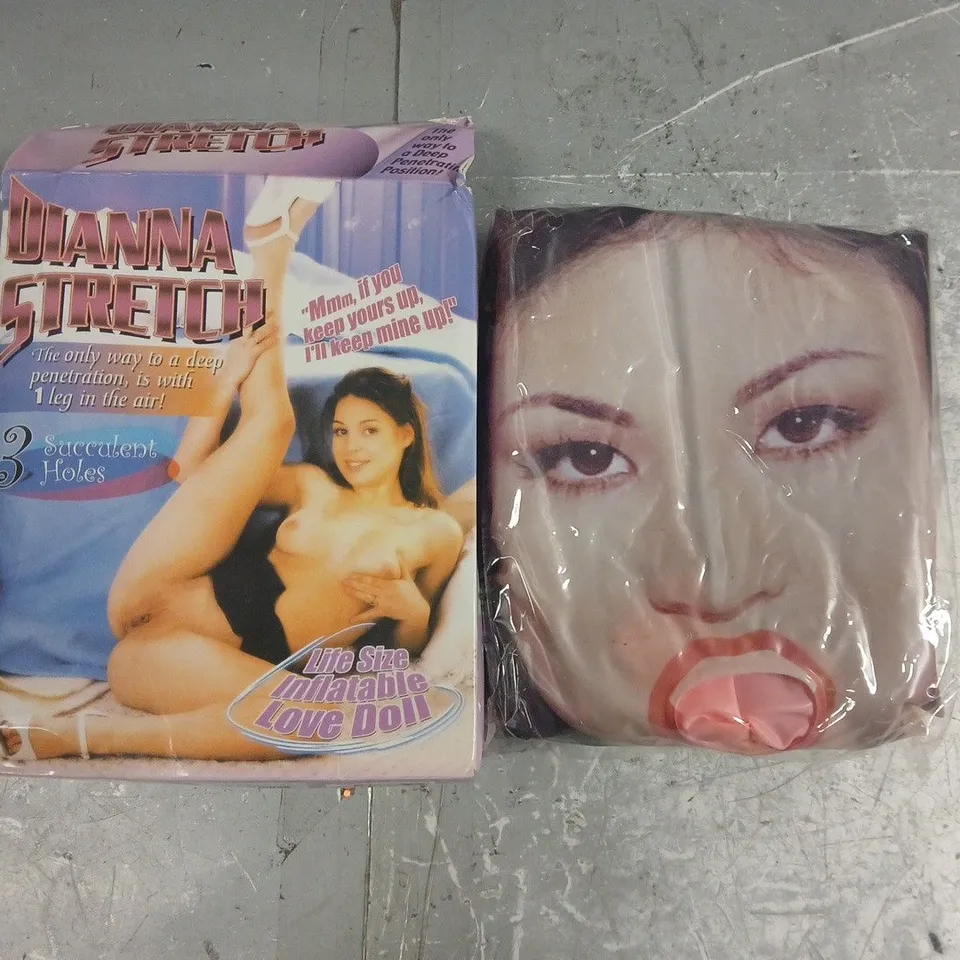 DIANNA
STRETCH
The
only
way to
a Deep
Penetratin
Position!
DIANNA
STRETCH
"Mmm, if you
keep yours up,
I'll keep mine up!"
The only way to a deep
penetration, is with
1 leg in the air!
3 Succulent
Holes
Life Size
Inflatable
Love Doll